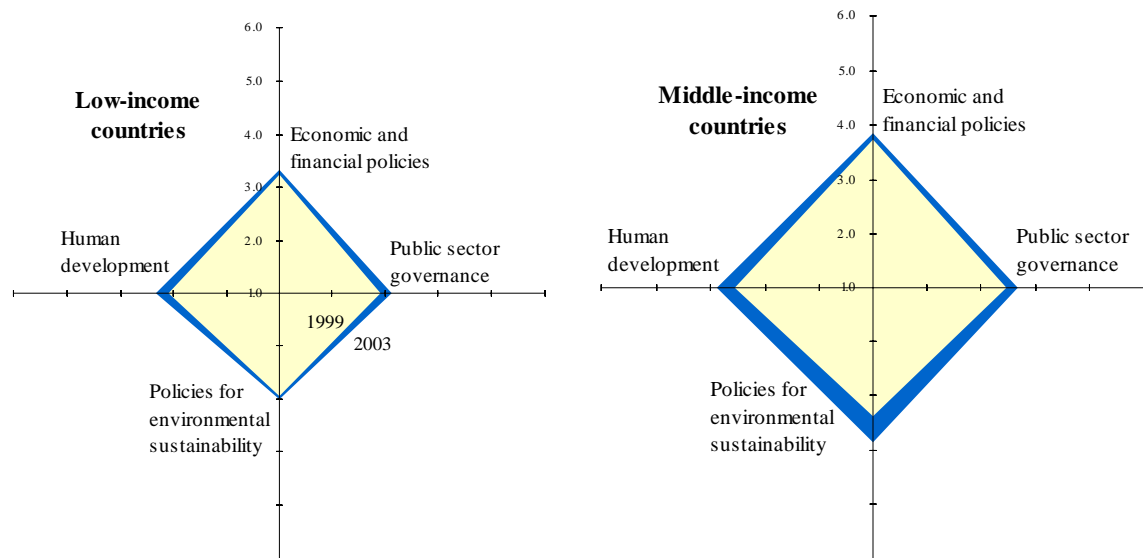 6.0
5.0
Low-income
countries
4.0
Economic and
financial policies
3.0
2.0
Human
development
Public sector
governance
1.0
1999
2003
Policies for
environmental
sustainability
6.0
5.0
Middle-income
countries
Economic and
financial policies
4.0
3.0
2.0
Human
development
Public sector
governance
1.0
Policies for
environmental
sustainability